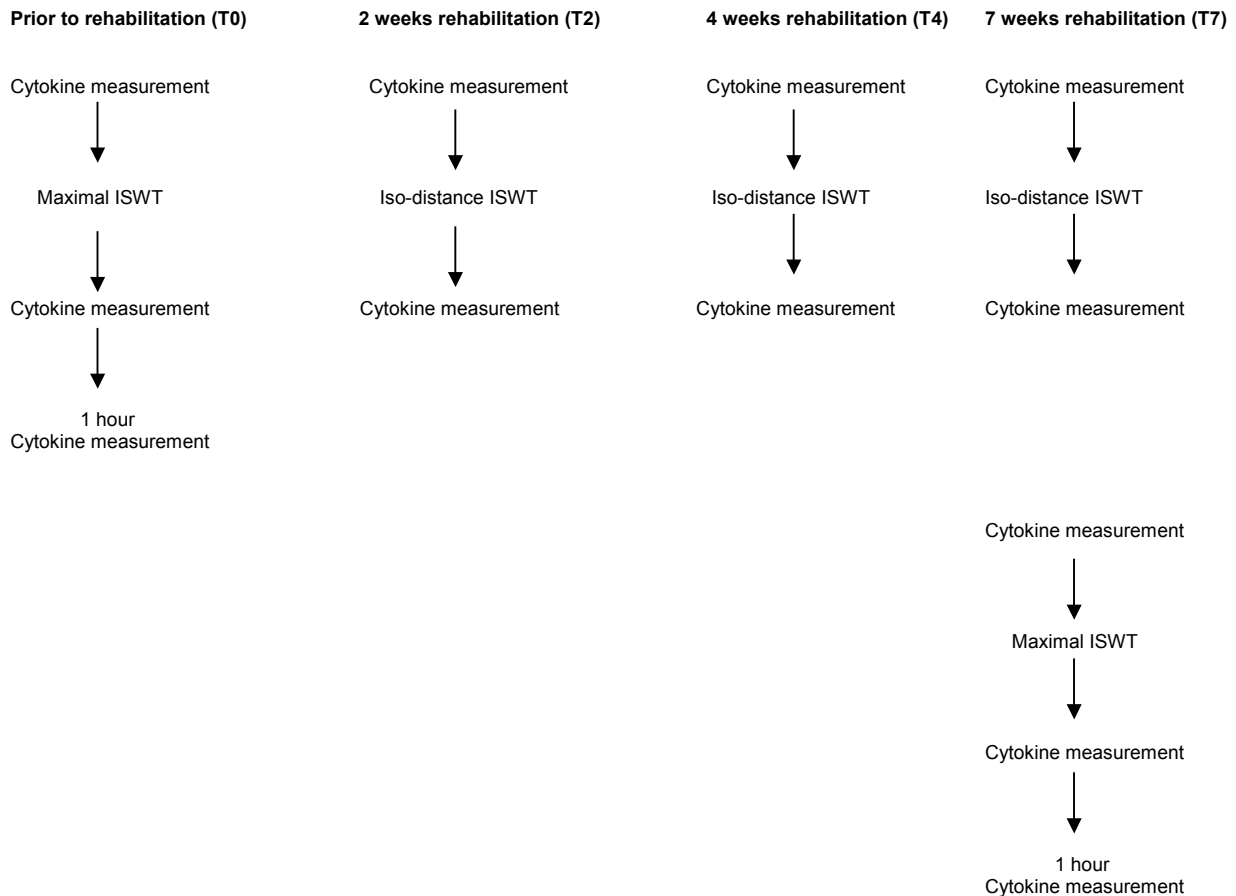 Prior to rehabilitation (T0)
2 weeks rehabilitation (T2)
4 weeks rehabilitation (T4)
7 weeks rehabilitation (T7)
Cytokine measurement
Cytokine measurement
Cytokine measurement
Cytokine measurement
Maximal ISWT
Iso-distance ISWT
Iso-distance ISWT
Iso-distance ISWT
Cytokine measurement
Cytokine measurement
Cytokine measurement
Cytokine measurement
1 hour
Cytokine measurement
Cytokine measurement
Maximal ISWT
Cytokine measurement
1 hour
Cytokine measurement